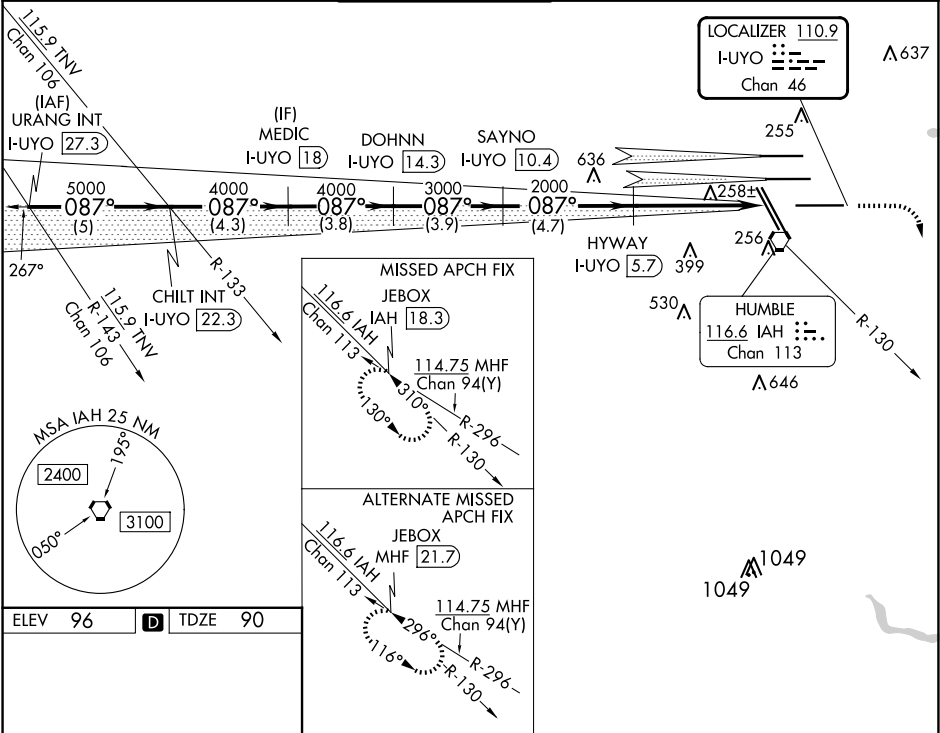 115.9 TNV
Chan 106
(IAF)
URANG INT
I-UYO 27.3
(IF)
MEDIC
I-UYO 18
DOHNN
I-UYO 14.3
SAYNO
I-UYO 10.4
LOCALIZER 110.9
I-UYO
Chan 46
637
255
636
258±
5000
087°
(5)
4000
087°
(4.3)
4000
087°
(3.8)
3000
087°
(3.9)
2000
087°
(4.7)
267°
HYWAY
I-UYO 5.7
399
256
530
HUMBLE
116.6 IAH
Chan 113
R-130
646
CHILT INT
I-UYO 22.3
R-133
115.9 TNV
R-143
Chan 106
MISSED APCH FIX
JEBOX
IAH 18.3
116.6 IAH
Chan 113
114.75 MHF
Chan 94(Y)
310°
130°
R-296
R-130
MSA IAH 25 NM
195°
2400
3100
050°
ALTERNATE MISSED
APCH FIX
JEBOX
MHF 21.7
116.6 IAH
Chan 113
114.75 MHF
Chan 94(Y)
296°
116°
R-296
R-130
1049
1049
ELEV 96
D
TDZE 90